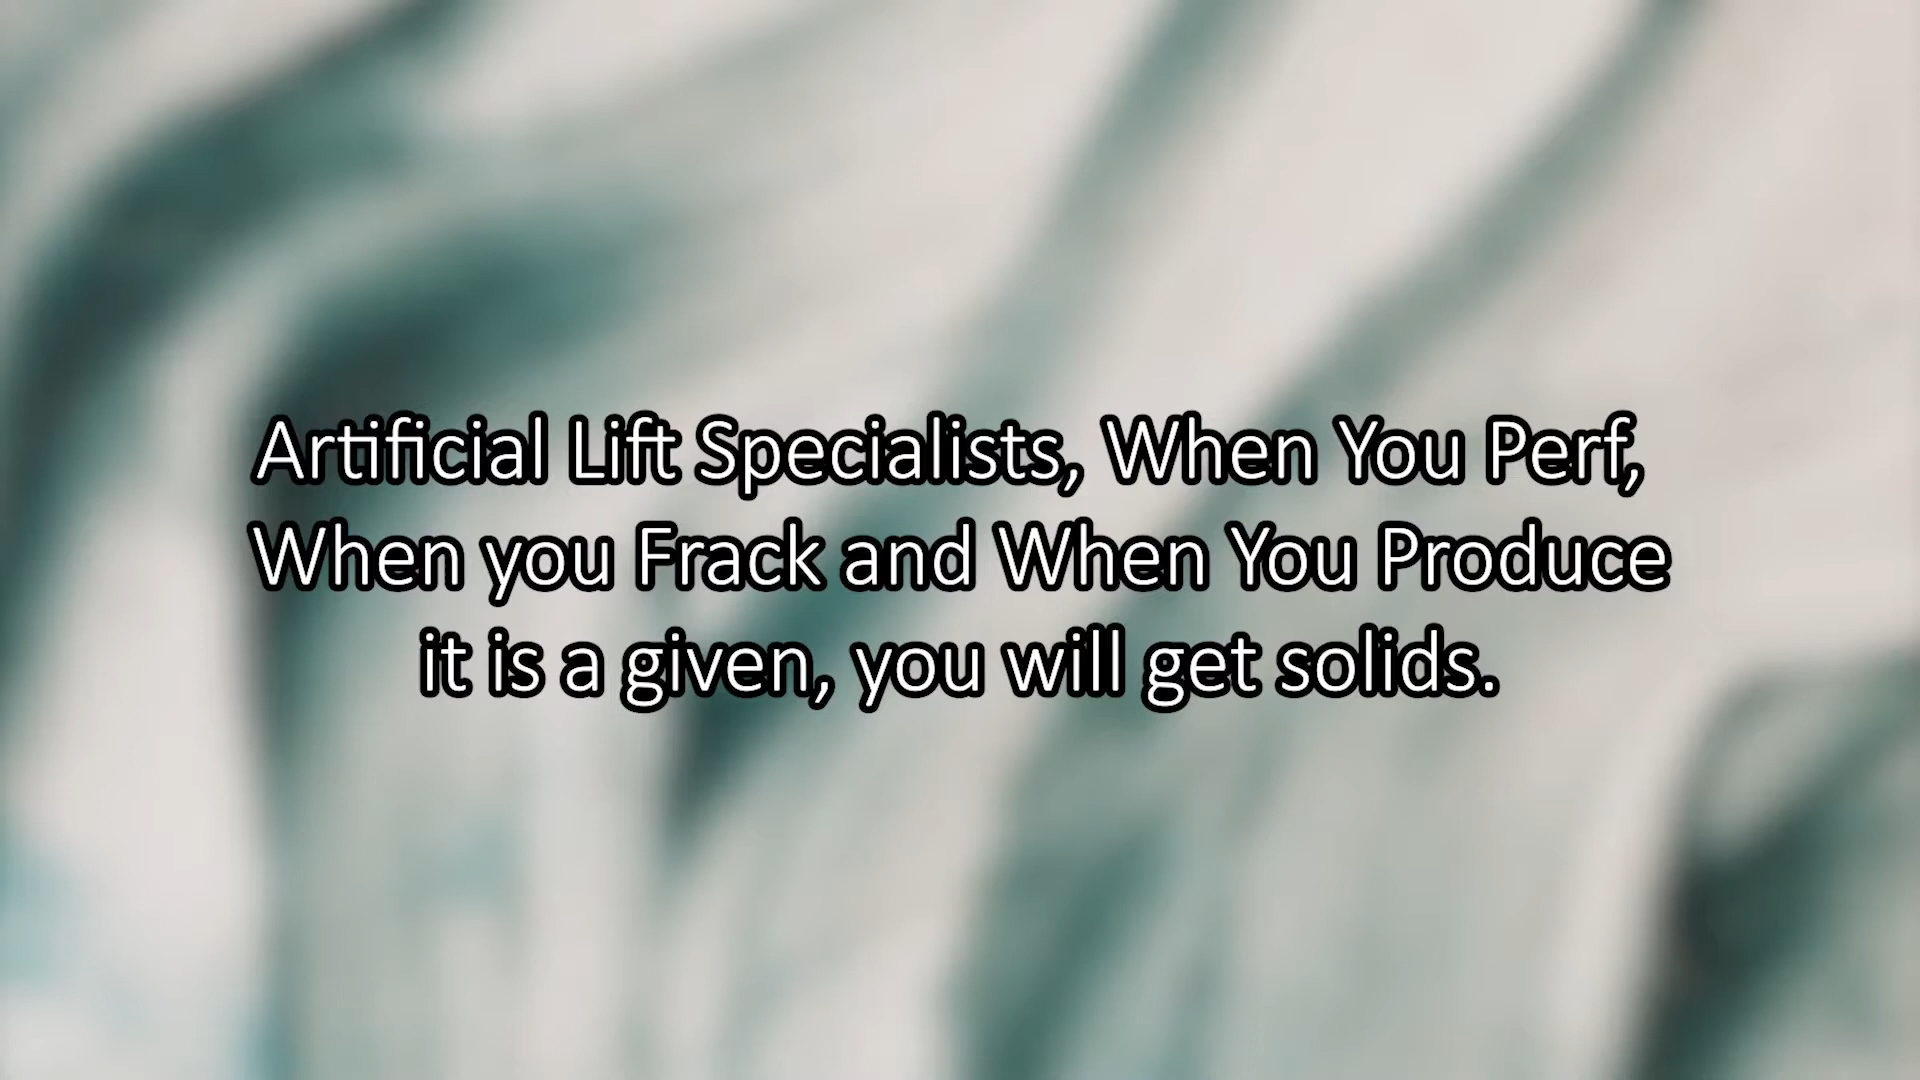 Artificial Lift Specialists, When You Perf,
When you Frack and When You Produce
it is a given, you will get solids.